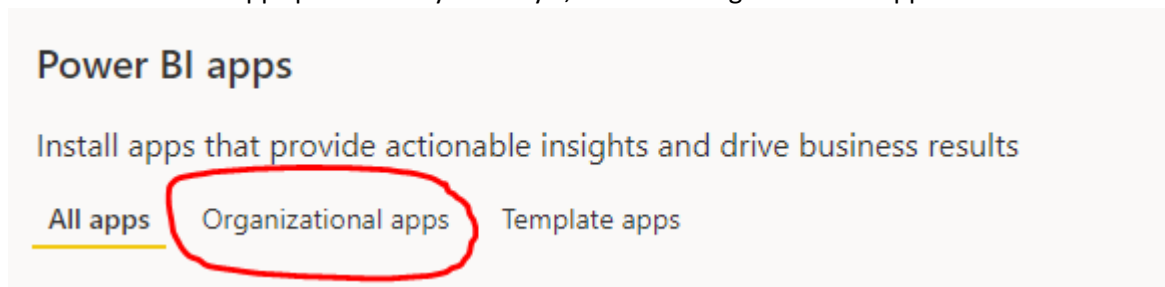 Power BI apps
Install apps that provide actionable insights and drive business results
All apps Organizational apps Template apps